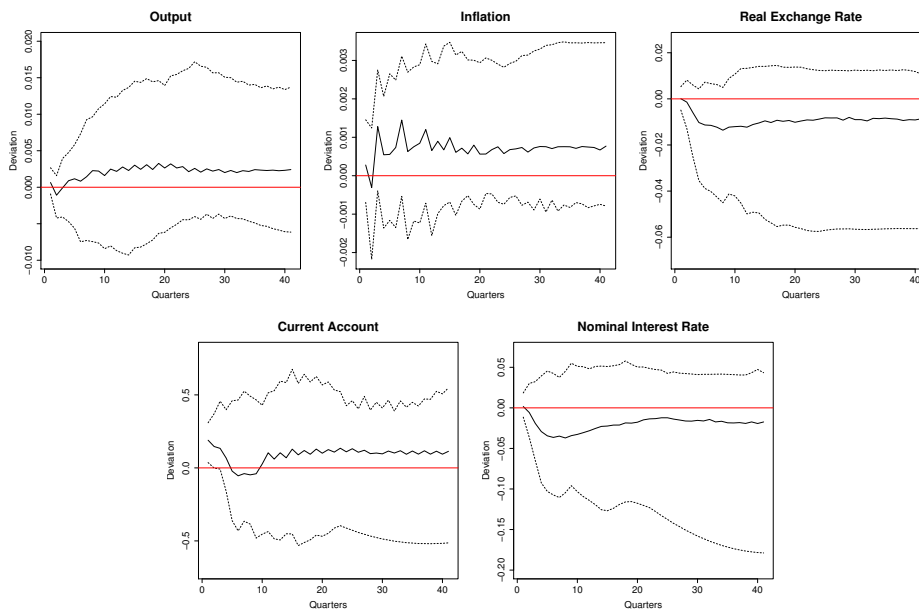 Output
Deviation
0.020
0.015
0.010
0.005
0.000
−0.010
0 10 20 30 40
Quarters
Inflation
Deviation
0.003
0.002
0.001
0.000
−0.001
−0.002
0 10 20 30 40
Quarters
Real Exchange Rate
Deviation
0.02
0.00
−0.02
−0.04
−0.06
0 10 20 30 40
Quarters
Current Account
Deviation
0.5
0.0
−0.5
0 10 20 30 40
Quarters
Nominal Interest Rate
Deviation
0.05
0.00
−0.05
−0.10
−0.15
−0.20
0 10 20 30 40
Quarters